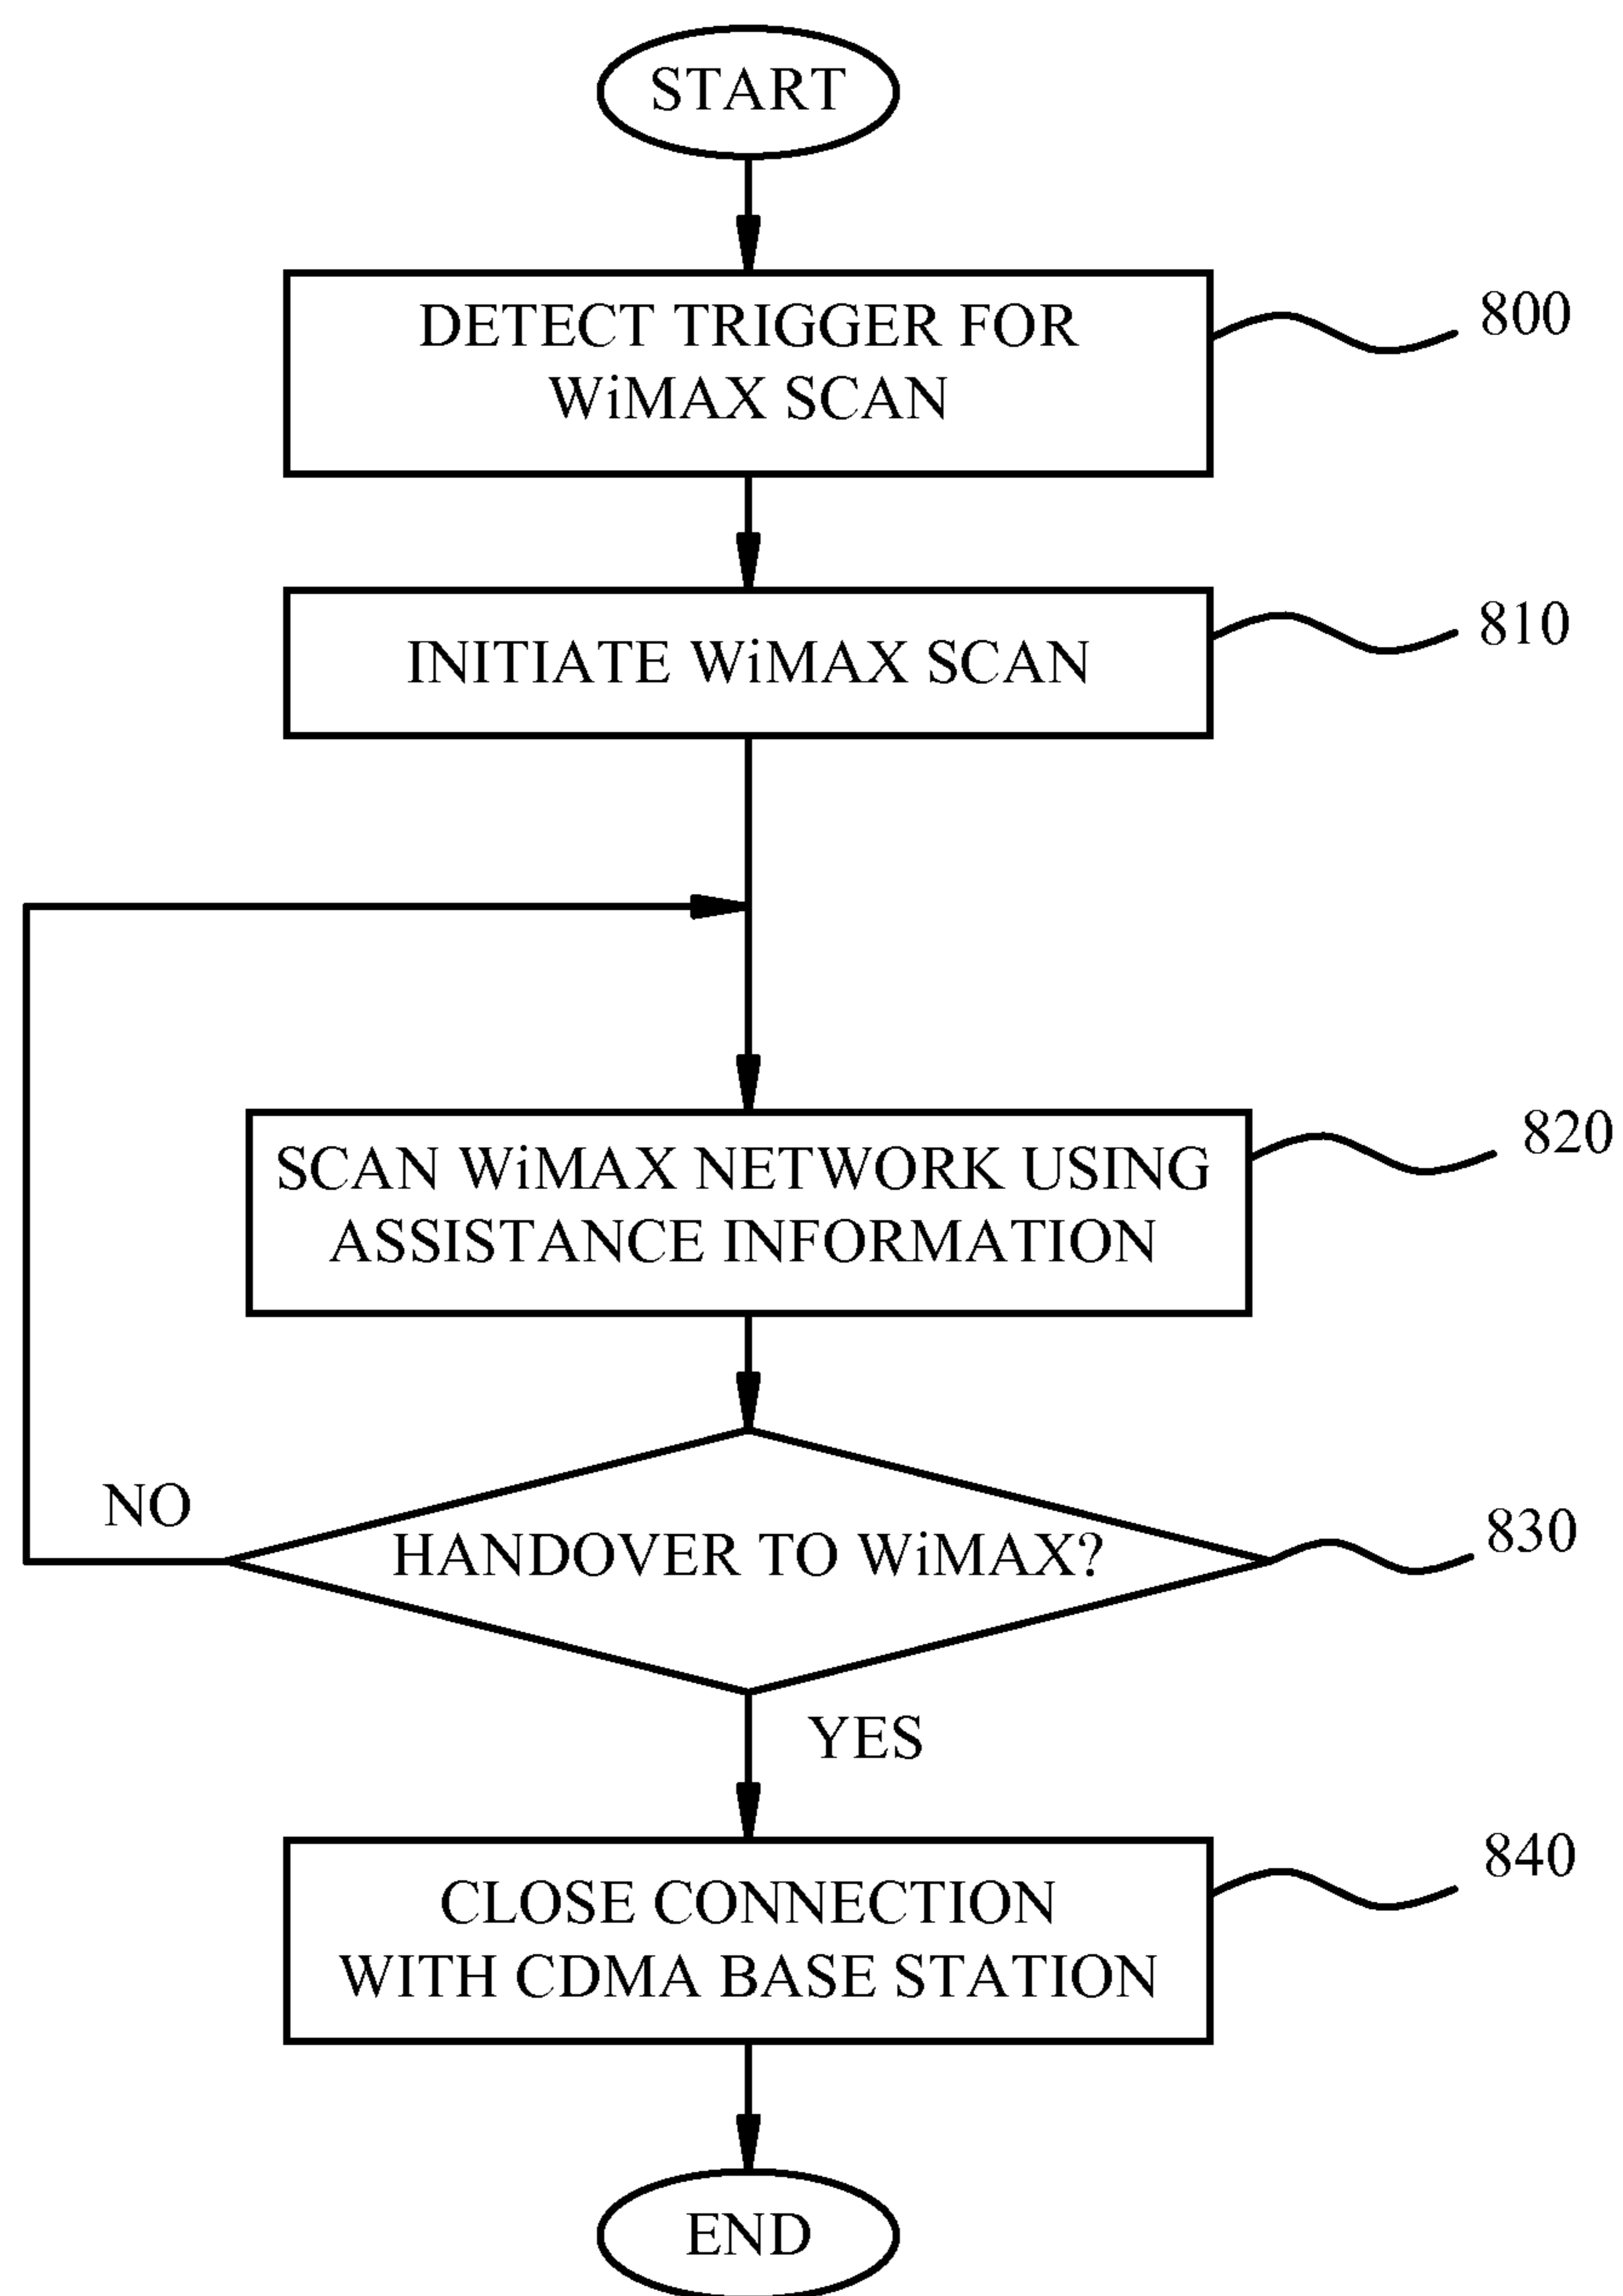 START
DETECT TRIGGER FOR
WiMAX SCAN
800
INITIATE WiMAX SCAN
810
SCAN WiMAX NETWORK USING
ASSISTANCE INFORMATION
820
NO
HANDOVER TO WiMAX?
830
YES
CLOSE CONNECTION
WITH CDMA BASE STATION
840
END